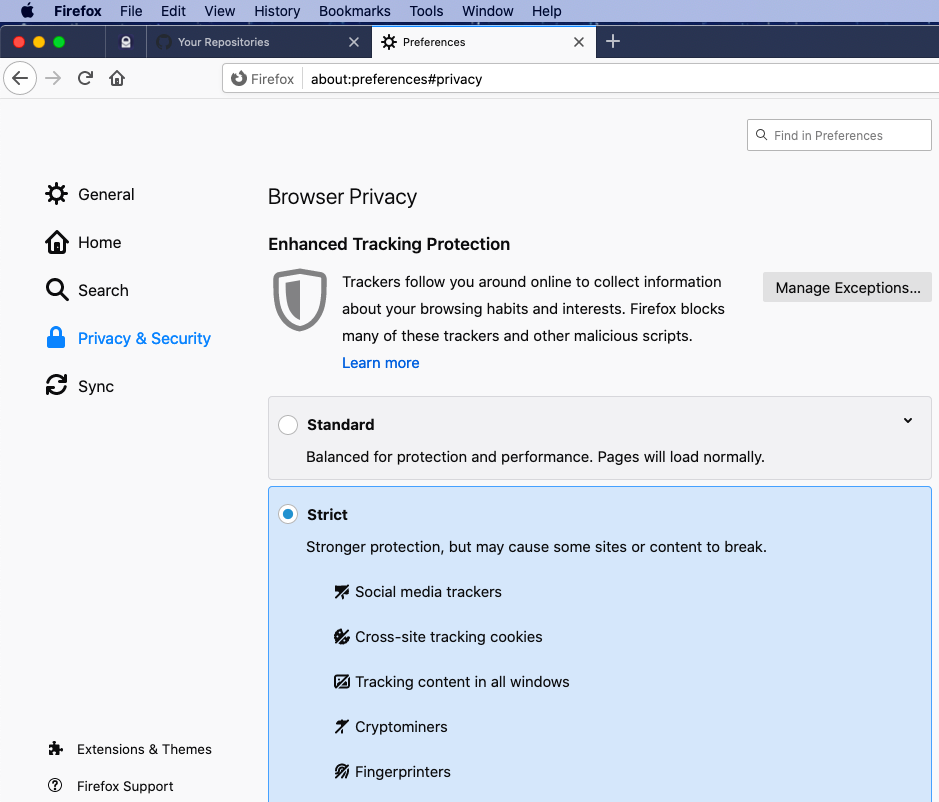 Firefox File Edit View History Bookmarks Tools Window Help
Your Repositories
Preferences
Firefox about:preferences#privacy
Find in Preferences
General
Home
Search
Privacy & Security
Sync
Extensions & Themes
Firefox Support
Browser Privacy
Enhanced Tracking Protection
Trackers follow you around online to collect information
about your browsing habits and interests. Firefox blocks
many of these trackers and other malicious scripts.
Learn more
Manage Exceptions...
Standard
Balanced for protection and performance. Pages will load normally.
Strict
Stronger protection, but may cause some sites or content to break.
Social media trackers
Cross-site tracking cookies
Tracking content in all windows
Cryptominers
Fingerprinters